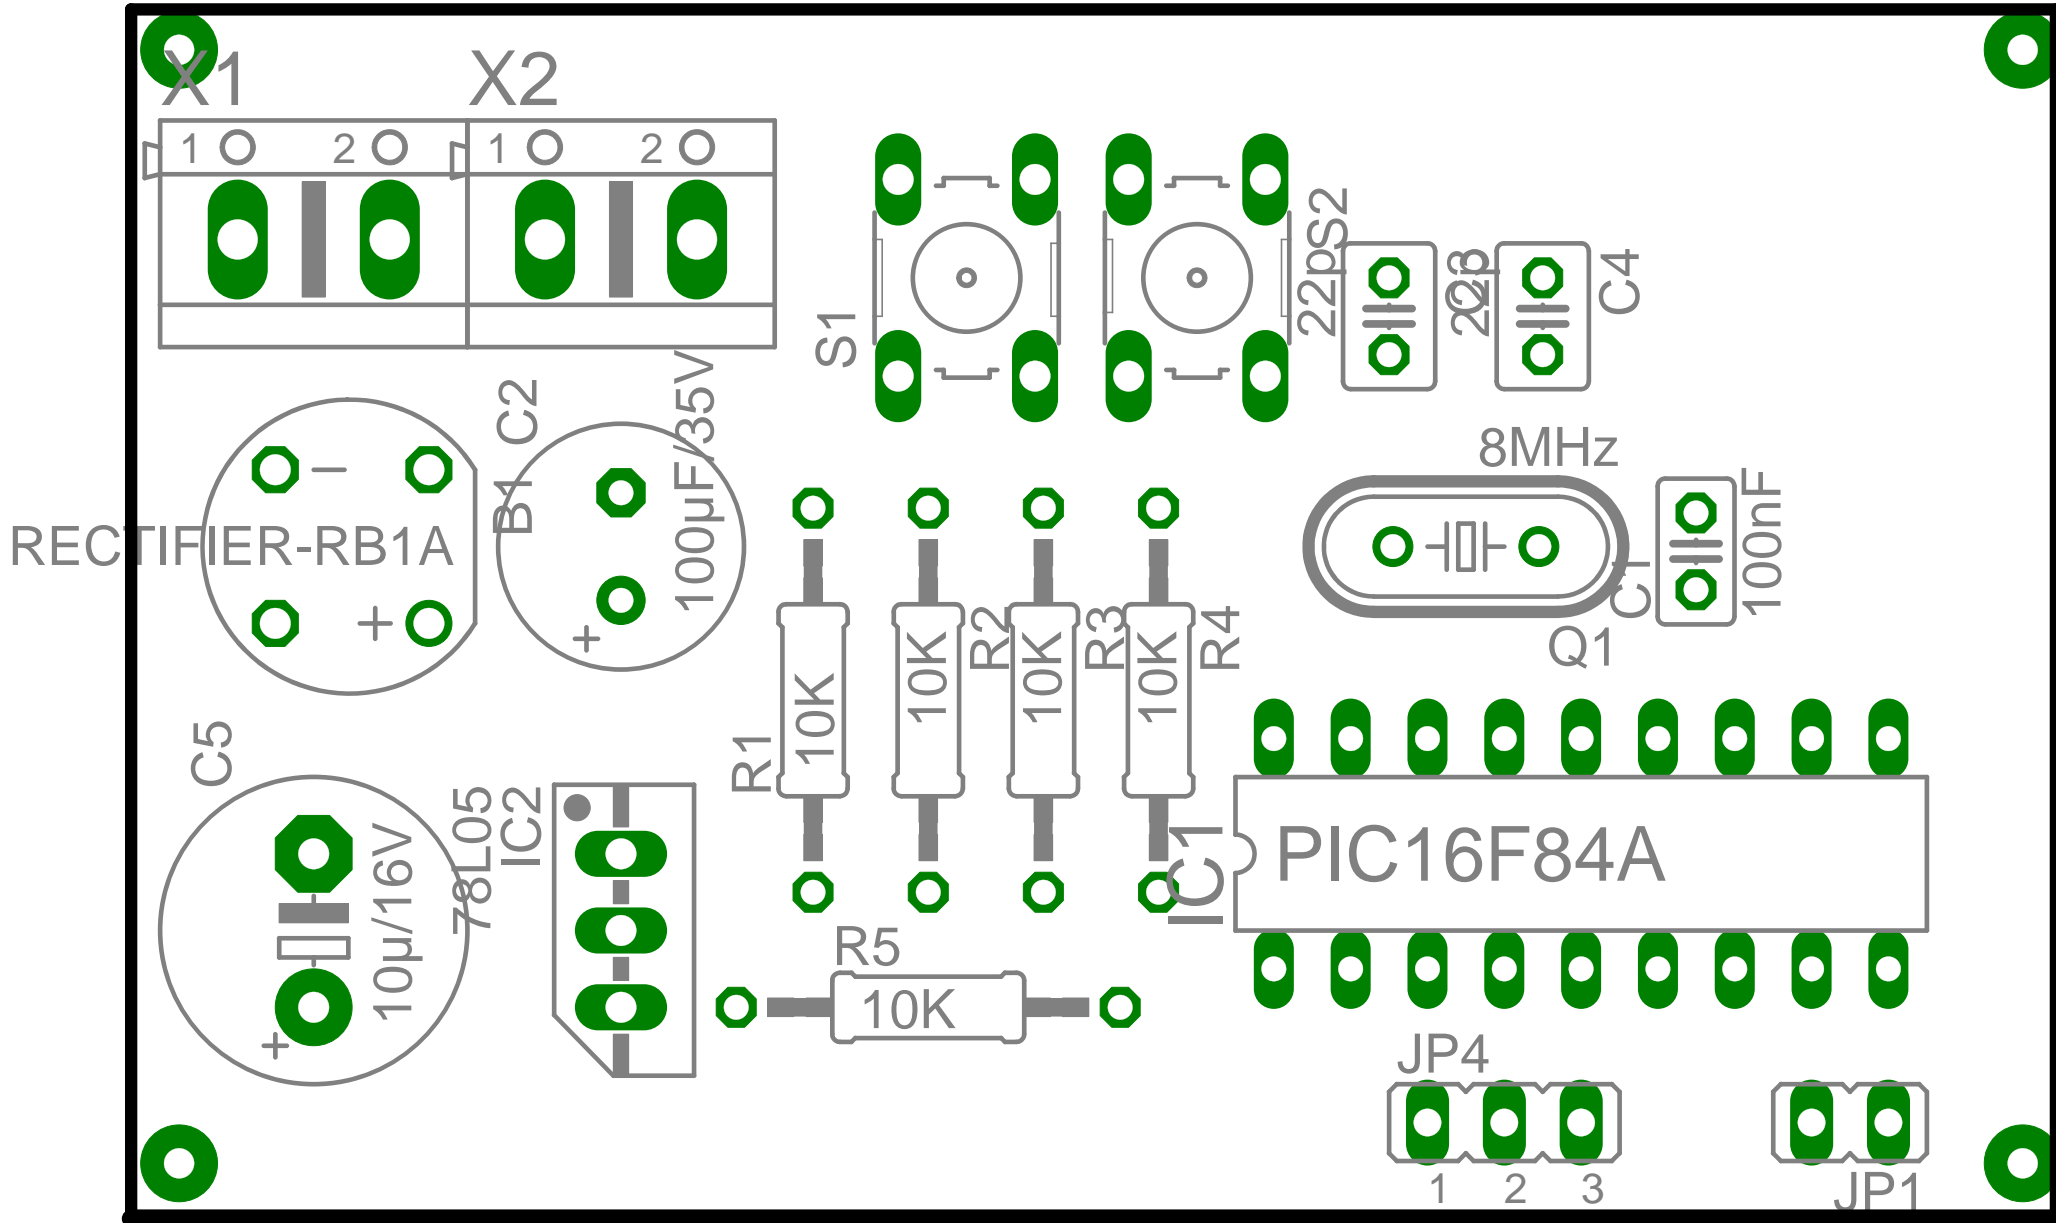 X1
X2
1
2
1
2
S1
S2
22p
C3
22p
C4
C2
100µF/35V
B1
RECTIFIER-RB1A
8MHz
Q1
C1
100nF
R1
10K
10K
R2
10K
R3
10K
R4
C5
10µ/16V
78L05
IC2
IC1
PIC16F84A
R5
10K
JP4
1
2
3
JP1